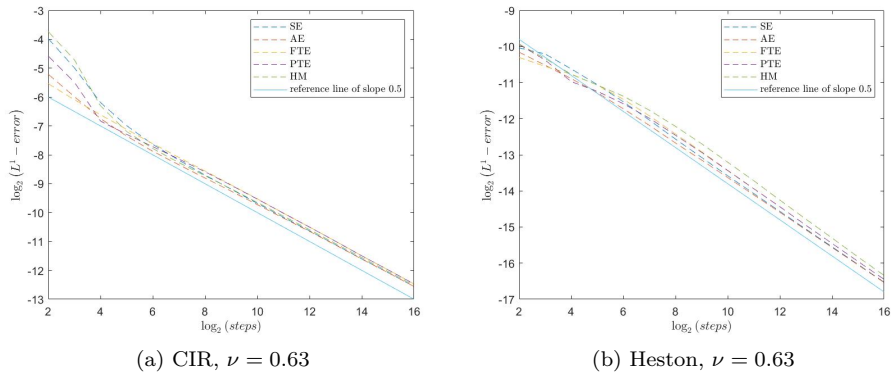 -3
-4
-5
-6
-7
-8
-9
-10
-11
-12
-13
2 4 6 8 10 12 14 16
log₂ (L¹ − error)
log₂ (steps)
SE
AE
FTE
PTE
HM
reference line of slope 0.5
(a) CIR, ν = 0.63
-9
-10
-11
-12
-13
-14
-15
-16
-17
2 4 6 8 10 12 14 16
log₂ (L¹ − error)
log₂ (steps)
SE
AE
FTE
PTE
HM
reference line of slope 0.5
(b) Heston, ν = 0.63